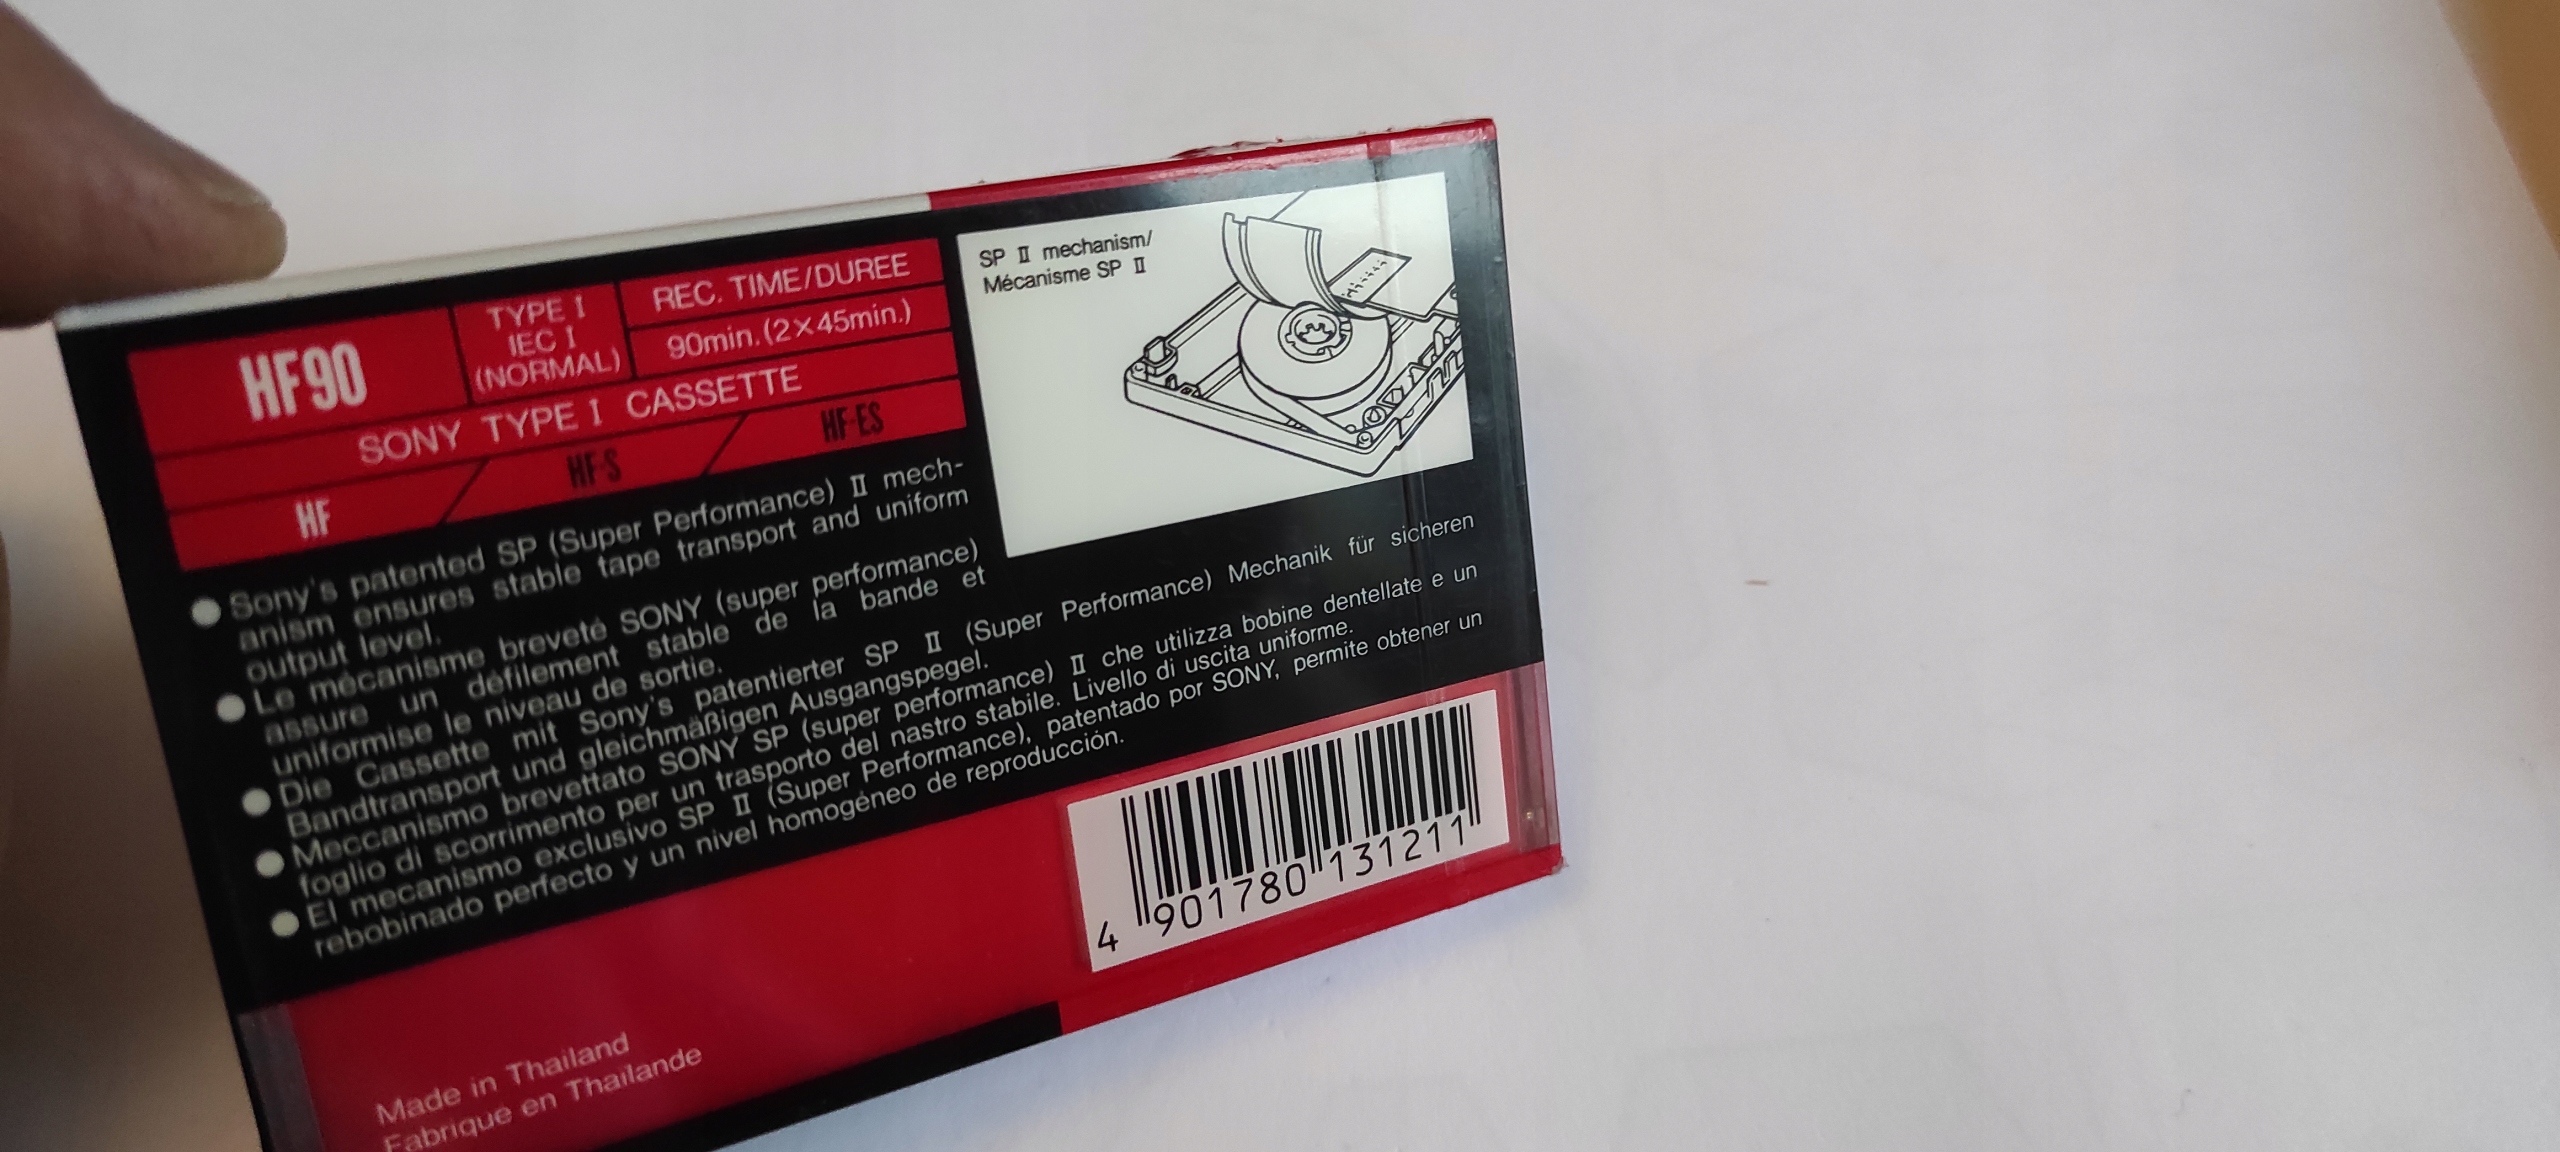 HF90
TYPE I
IEC I
(NORMAL)
REC. TIME/DUREE
90min.(2×45min.)
SONY TYPE I CASSETTE
HF
HF-S
HF-ES
SP II mechanism/
Mécanisme SP II
● Sony's patented SP (Super Performance) II mech-
anism ensures stable tape transport and uniform
output level.
● Le mécanisme breveté SONY (super performance)
assure un défilement stable de la bande et
uniformise le niveau de sortie.
● Die Cassette mit Sony's patentierter SP II (Super Performance) Mechanik für sicheren
Bandtransport und gleichmäßigen Ausgangspegel.
● Meccanismo brevettato SONY SP (super performance) II che utilizza bobine dentellate e un
foglio di scorrimento per un trasporto del nastro stabile. Livello di uscita uniforme.
● El mecanismo exclusivo SP II (Super Performance), patentado por SONY, permite obtener un
rebobinado perfecto y un nivel homogéneo de reproducción.
4 901780 131211
Made in Thailand
Fabriqué en Thaïlande